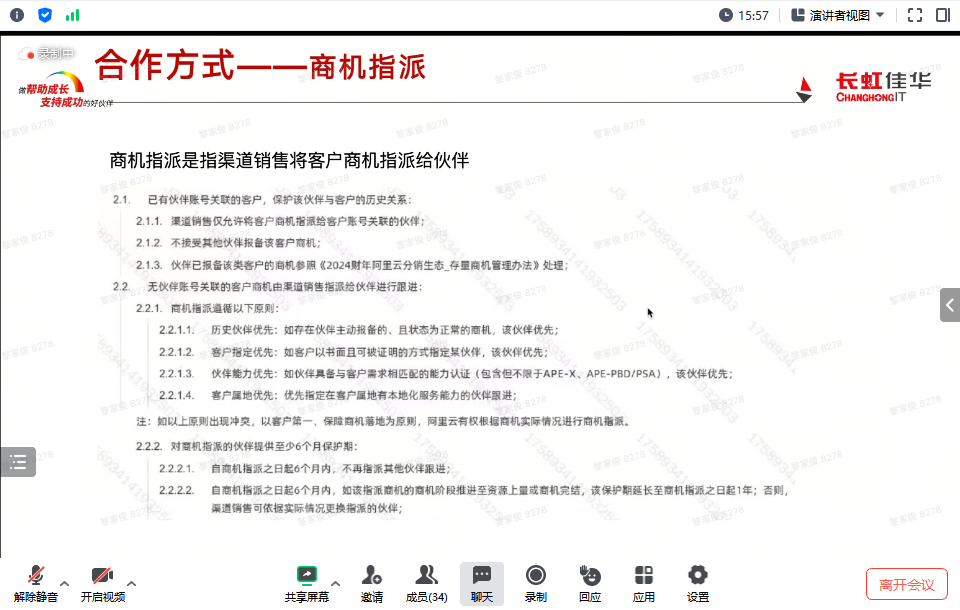 15:57 演讲者视图
录制中
合作方式——商机指派
做帮助成长
支持成功的好伙伴
长虹佳华
CHANGHONGIT
商机指派是指渠道销售将客户商机指派给伙伴
2.1. 已有伙伴账号关联的客户，保护该伙伴与客户的历史关系：
2.1.1. 渠道销售仅允许将客户商机指派给客户账号关联的伙伴；
2.1.2. 不接受其他伙伴报备该客户商机；
2.1.3. 伙伴已报备该类客户的商机参照《2024财年阿里云分销生态_存量商机管理办法》处理；
2.2. 无伙伴账号关联的客户商机由渠道销售指派给伙伴进行跟进：
2.2.1. 商机指派遵循以下原则：
2.2.1.1. 历史伙伴优先：如存在伙伴主动报备的、且状态为正常的商机，该伙伴优先；
2.2.1.2. 客户指定优先：如客户以书面且可被证明的方式指定某伙伴，该伙伴优先；
2.2.1.3. 伙伴能力优先：如伙伴具备与客户需求相匹配的能力认证（包含但不限于APE-X、APE-PBD/PSA），该伙伴优先；
2.2.1.4. 客户属地优先：优先指定在客户属地有本地化服务能力的伙伴跟进；
注：如以上原则出现冲突，以客户第一、保障商机落地为原则，阿里云有权根据商机实际情况进行商机指派。
2.2.2. 对商机指派的伙伴提供至少6个月保护期：
2.2.2.1. 自商机指派之日起6个月内，不再指派其他伙伴跟进；
2.2.2.2. 自商机指派之日起6个月内，如该指派商机的商机阶段推进至资源上量或商机完结，该保护期延长至商机指派之日起1年；否则，
渠道销售可依据实际情况更换指派的伙伴；
解除静音 开启视频 共享屏幕 邀请 成员(34) 聊天 录制 回应 应用 设置 离开会议